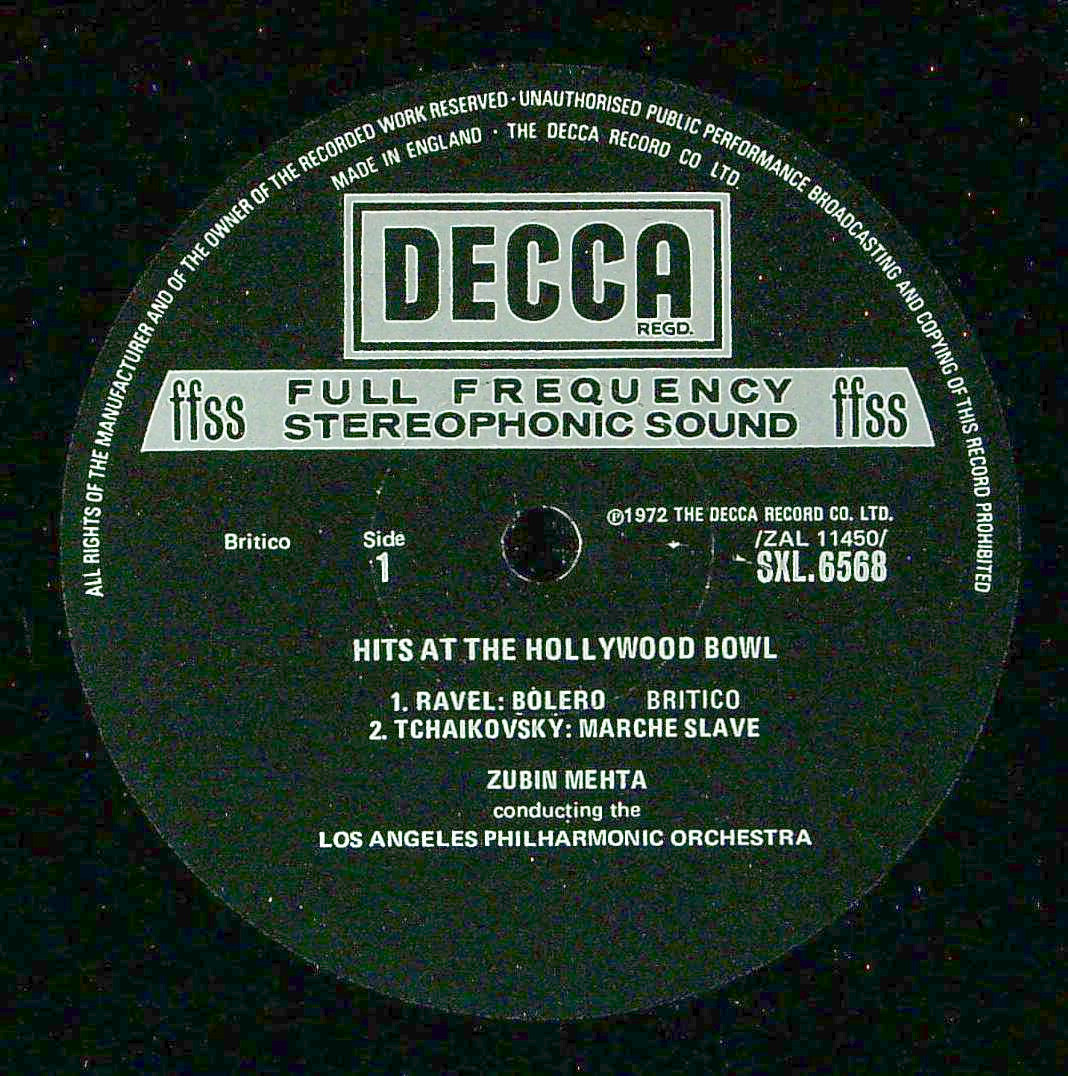 ALL RIGHTS OF THE MANUFACTURER AND OF THE OWNER OF THE RECORDED WORK RESERVED · UNAUTHORISED PUBLIC PERFORMANCE BROADCASTING AND COPYING OF THIS RECORD PROHIBITED
MADE IN ENGLAND · THE DECCA RECORD CO LTD.
DECCA
REGD.
ffss FULL FREQUENCY ffss
STEREOPHONIC SOUND
℗1972 THE DECCA RECORD CO. LTD.
Britico Side /ZAL 11450/
1 SXL.6568
HITS AT THE HOLLYWOOD BOWL
1. RAVEL: BOLERO BRITICO
2. TCHAIKOVSKY: MARCHE SLAVE
ZUBIN MEHTA
conducting the
LOS ANGELES PHILHARMONIC ORCHESTRA